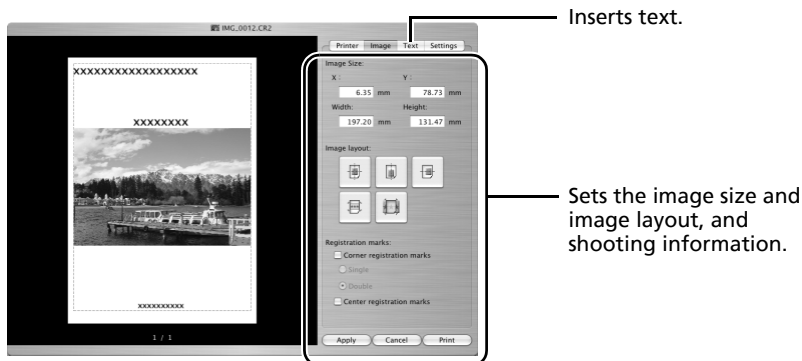 IMG_0012.CR2
Inserts text.
Printer Image Text Settings
Image Size:
X : Y :
6.35 mm 78.73 mm
Width: Height:
197.20 mm 131.47 mm
Image layout:
Registration marks:
Corner registration marks
Single
Double
Center registration marks
Apply Cancel Print
XXXXXXXXXXXXXXXXXX
XXXXXXXX
XXXXXXXXXX
1 / 1
Sets the image size and
image layout, and
shooting information.